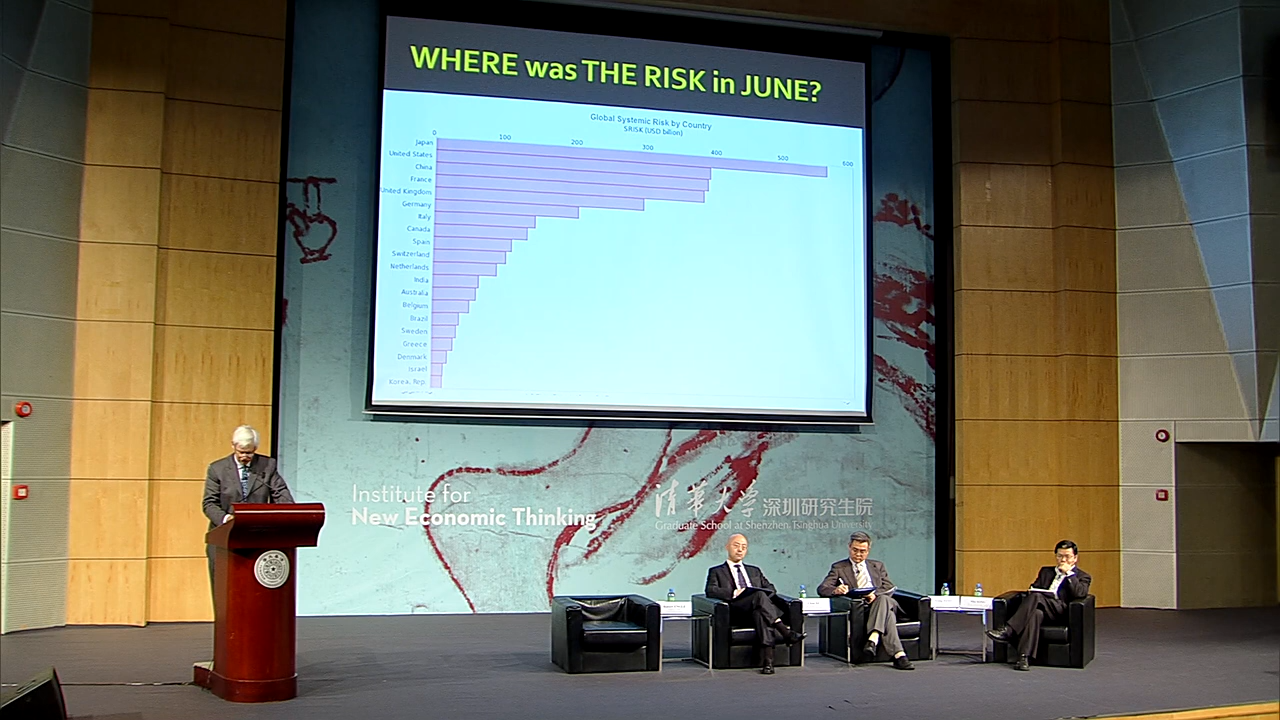 WHERE was THE RISK in JUNE?
Global Systemic Risk by Country
SRISK (USD billion)
0 100 200 300 400 500 600
Japan
United States
China
France
United Kingdom
Germany
Italy
Canada
Spain
Switzerland
Netherlands
India
Australia
Belgium
Brazil
Sweden
Greece
Denmark
Israel
Korea, Rep.
Institute for
New Economic Thinking
清华大学深圳研究生院
Graduate School at Shenzhen, Tsinghua University